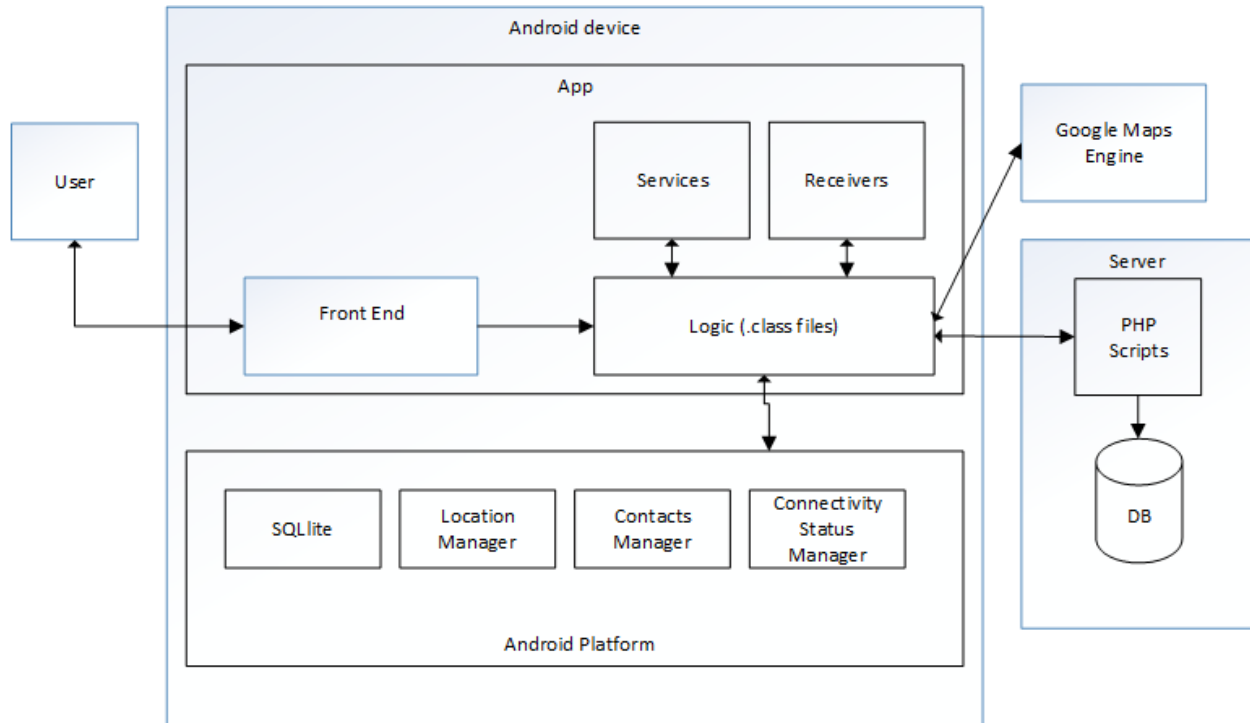 Android device
App
User
Services
Receivers
Google Maps
Engine
Front End
Logic (.class files)
Server
PHP
Scripts
DB
SQLlite
Location
Manager
Contacts
Manager
Connectivity
Status
Manager
Android Platform